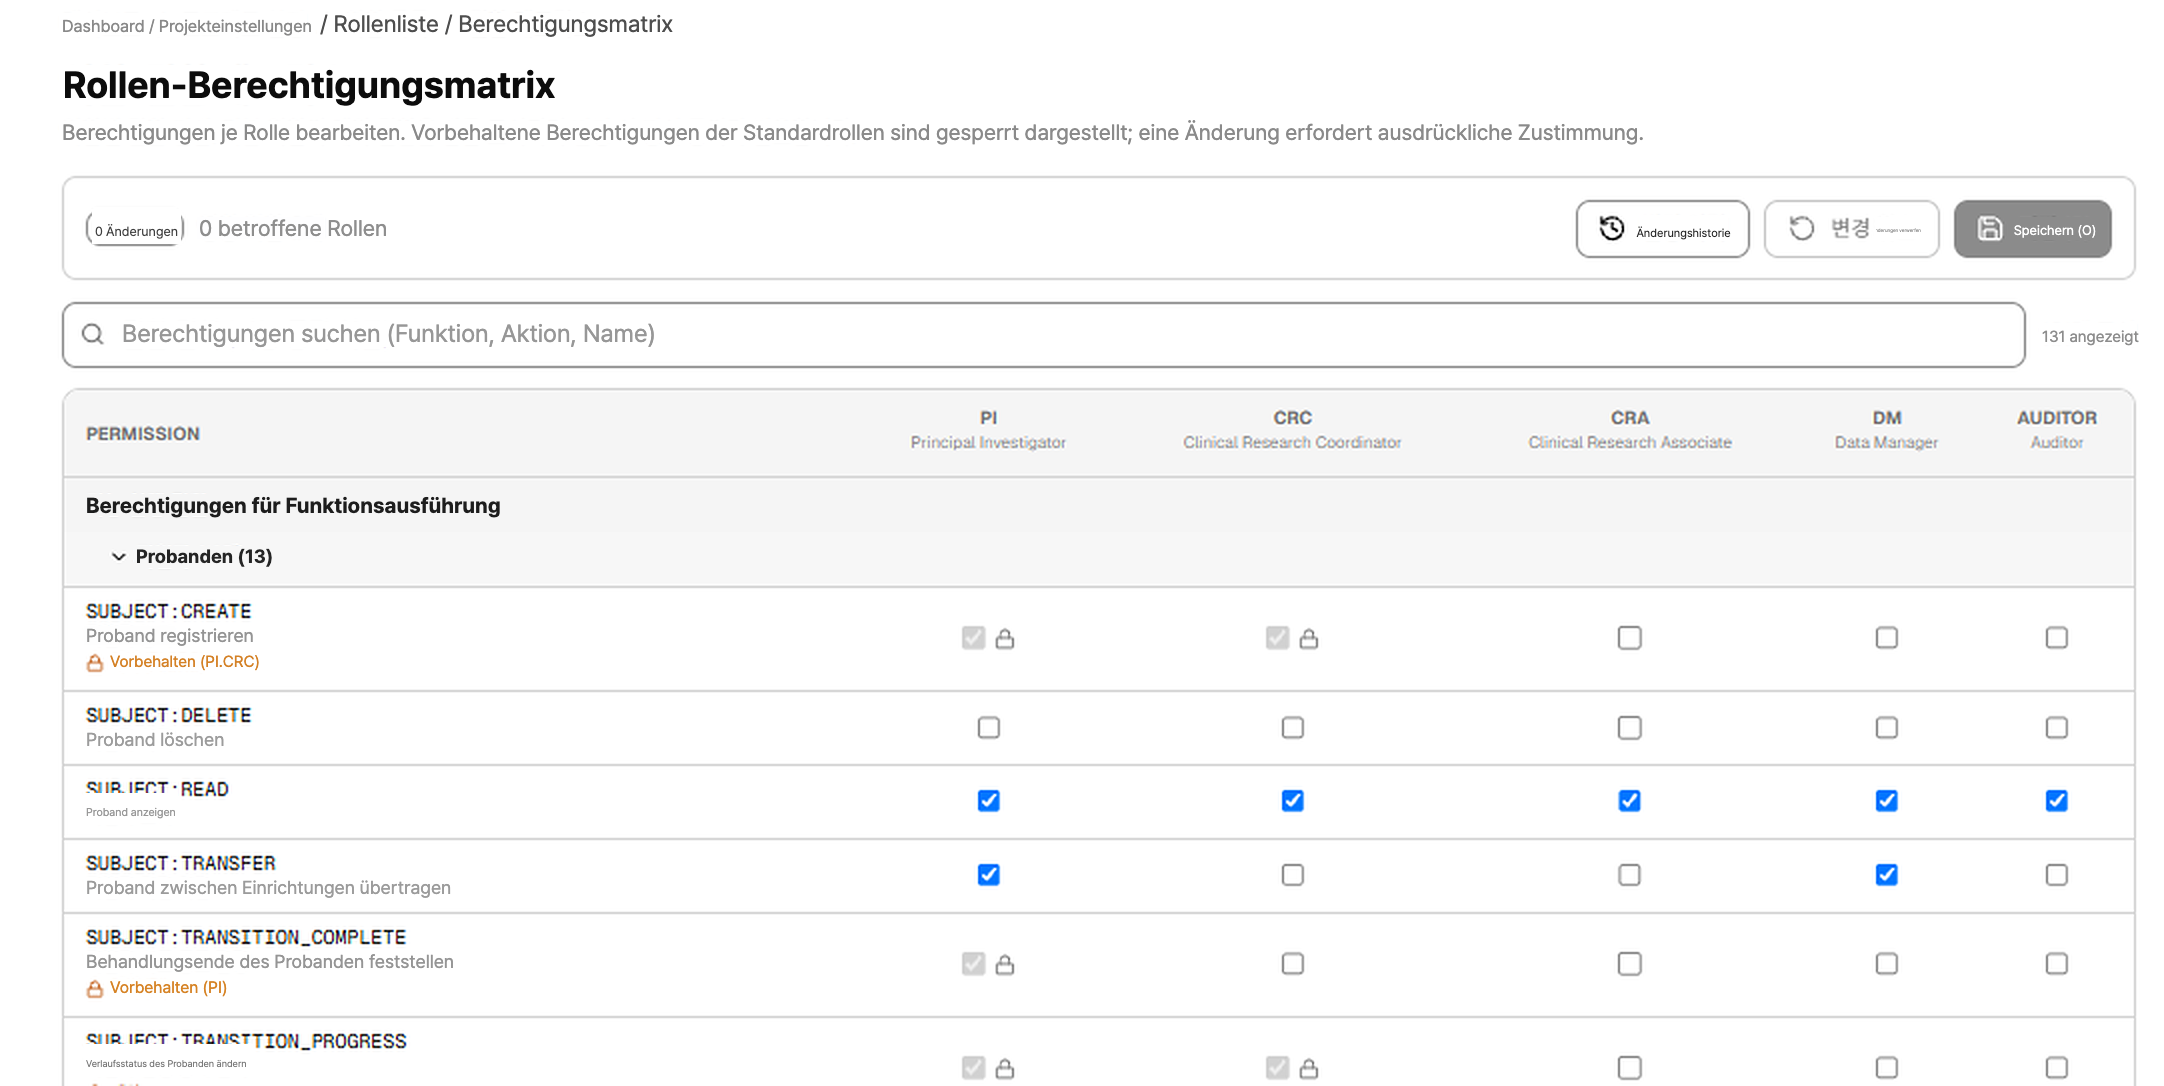 Dashboard / Projekteinstellungen / Rollenliste / Berechtigungsmatrix
Rollen-Berechtigungsmatrix
Berechtigungen je Rolle bearbeiten. Vorbehaltene Berechtigungen der Standardrollen sind gesperrt dargestellt; eine Änderung erfordert ausdrückliche Zustimmung.
0 Änderungen 0 betroffene Rollen Änderungshistorie 변경 verwerfen Speichern (0)
Berechtigungen suchen (Funktion, Aktion, Name) 131 angezeigt
PERMISSION PI CRC CRA DM AUDITOR
Principal Investigator Clinical Research Coordinator Clinical Research Associate Data Manager Auditor
Berechtigungen für Funktionsausführung
Probanden (13)
SUBJECT:CREATE
Proband registrieren
Vorbehalten (PI.CRC)
SUBJECT:DELETE
Proband löschen
SUBJECT:READ
Proband anzeigen
SUBJECT:TRANSFER
Proband zwischen Einrichtungen übertragen
SUBJECT:TRANSITION_COMPLETE
Behandlungsende des Probanden feststellen
Vorbehalten (PI)
SUBJECT:TRANSITION_PROGRESS
Verlaufsstatus des Probanden ändern